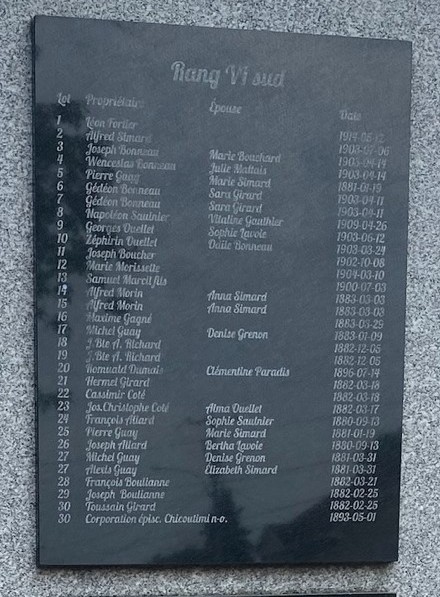 Rang VI sud
Lot Propriétaire Épouse Date
1 Léon Fortier 1914-05-12
2 Alfred Simard 1903-07-06
3 Joseph Bonneau Marie Bouchard 1903-04-14
4 Wenceslas Bonneau Julie Maltais 1903-04-14
5 Pierre Guay Marie Simard 1881-01-19
6 Gédéon Bonneau Sara Girard 1903-04-11
7 Gédéon Bonneau Sara Girard 1903-04-11
8 Napoléon Saulnier Vitaline Gauthier 1909-04-26
9 Georges Ouellet Sophie Lavoie 1903-06-12
10 Zéphirin Ouellet Odile Bonneau 1903-03-24
11 Joseph Boucher 1902-10-08
12 Marie Morissette 1904-03-10
13 Samuel Marcil fils 1900-07-03
14 Alfred Morin Anna Simard 1883-03-03
15 Alfred Morin Anna Simard 1883-03-03
16 Maxime Gagné 1883-03-29
17 Michel Guay Denise Grenon 1883-01-09
18 J.Bte A. Richard 1882-12-05
19 J.Bte A. Richard 1882-12-05
20 Romuald Dumais Clémentine Paradis 1896-07-14
21 Hermel Girard 1882-03-18
22 Cassimir Coté 1882-03-18
23 Jos.Christophe Coté Alma Ouellet 1882-03-17
24 François Allard Sophie Saulnier 1880-09-13
25 Pierre Guay Marie Simard 1881-01-19
26 Joseph Allard Bertha Lavoie 1880-09-13
27 Michel Guay Denise Grenon 1881-03-31
27 Alexis Guay Élizabeth Simard 1881-03-31
28 François Boulianne 1882-03-21
29 Joseph Boulianne 1882-02-25
30 Toussain Girard 1882-02-25
30 Corporation épisc. Chicoutimi n-o. 1893-05-01